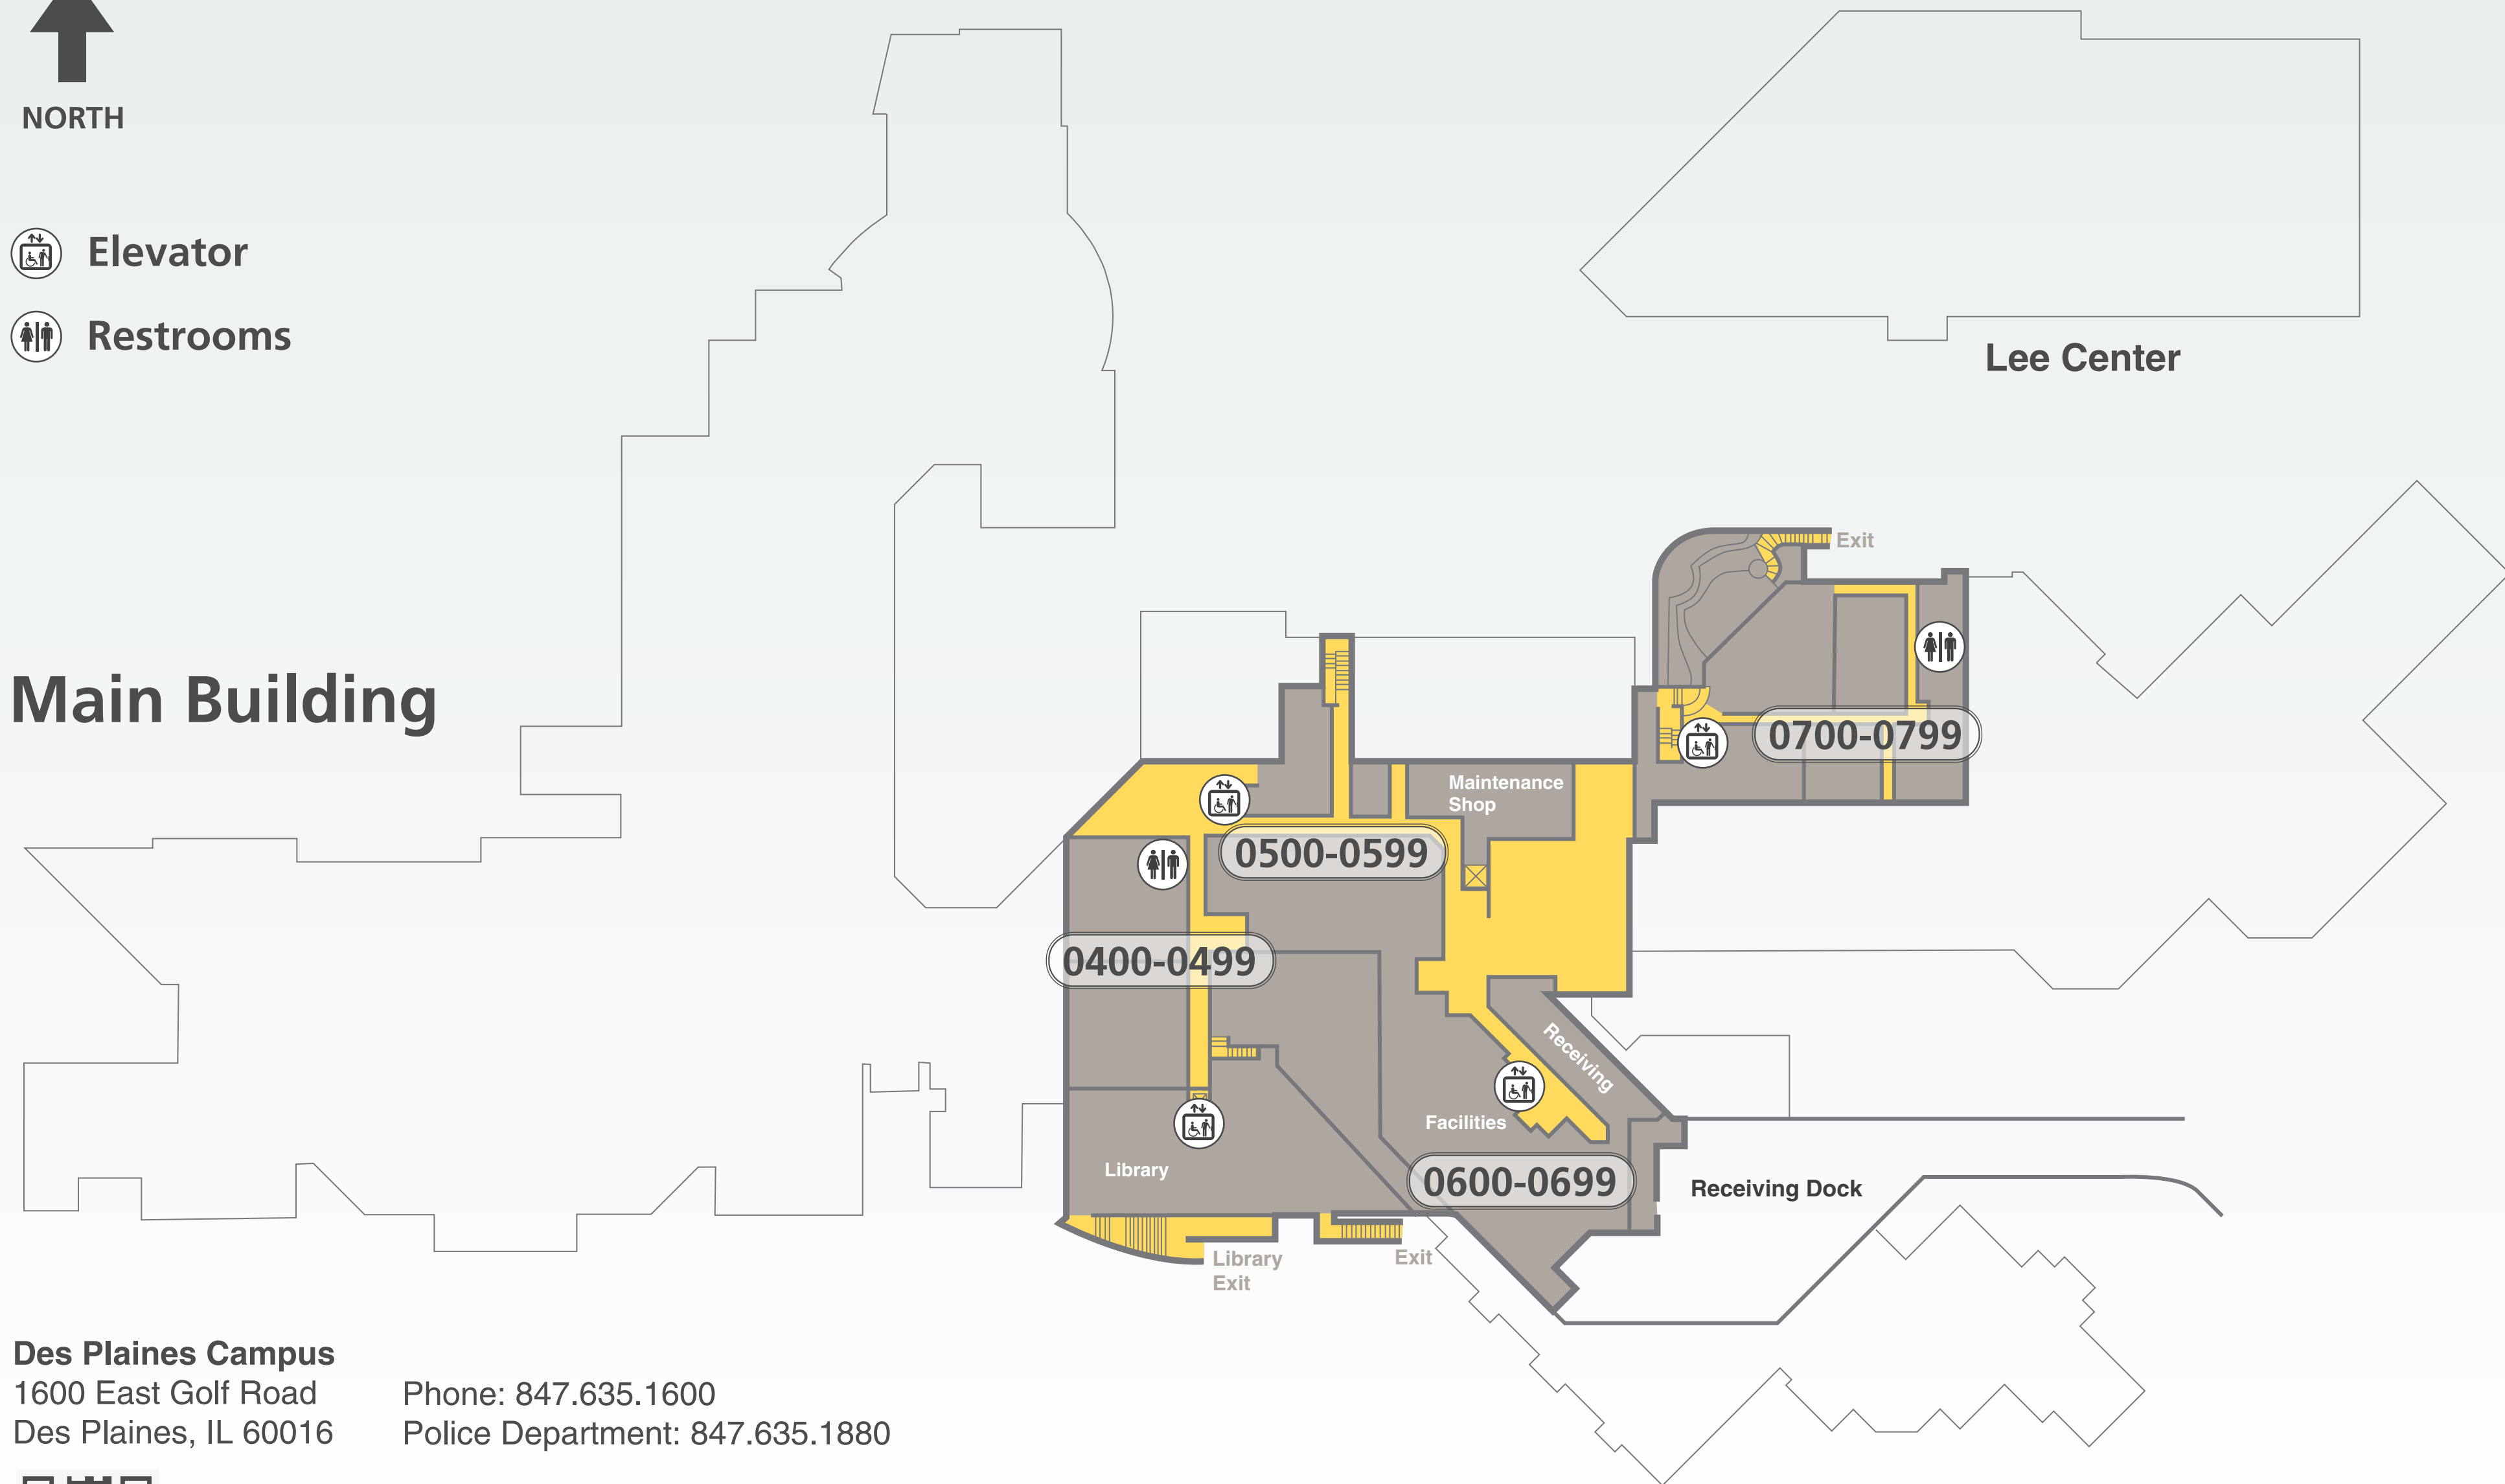 NORTH
Elevator
Restrooms
Lee Center
Exit
Main Building
0700-0799
Maintenance
Shop
0500-0599
0400-0499
Receiving
Facilities
Library
0600-0699
Receiving Dock
Library
Exit
Exit
Des Plaines Campus
1600 East Golf Road
Des Plaines, IL 60016
Phone: 847.635.1600
Police Department: 847.635.1880